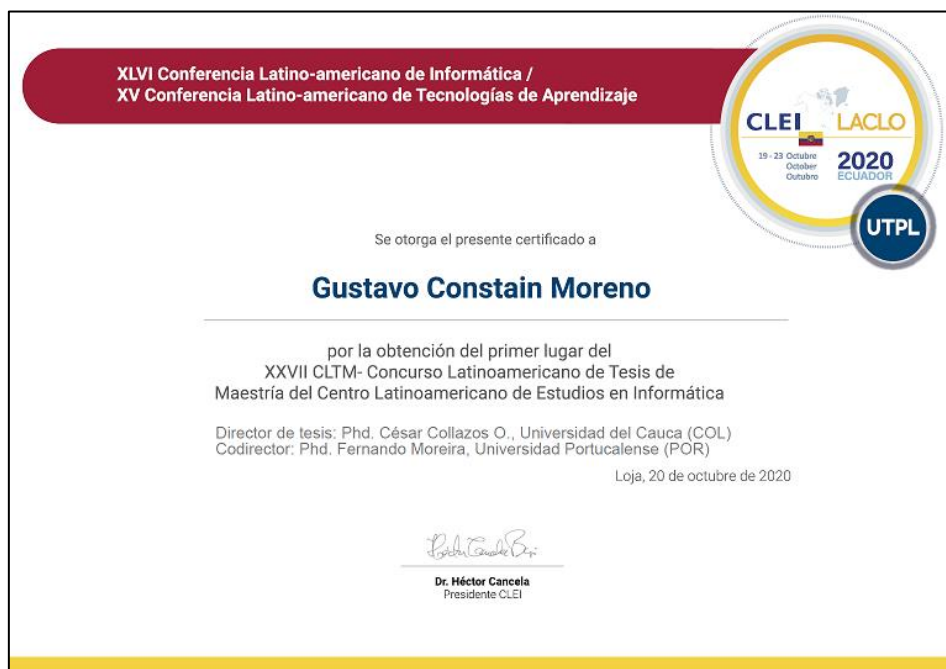 XLVI Conferencia Latino-americano de Informática /
XV Conferencia Latino-americano de Tecnologías de Aprendizaje
CLEI LACLO
19 - 23 Octubre
October
Outubro
2020
ECUADOR
UTPL
Se otorga el presente certificado a
Gustavo Constain Moreno
por la obtención del primer lugar del
XXVII CLTM- Concurso Latinoamericano de Tesis de
Maestría del Centro Latinoamericano de Estudios en Informática
Director de tesis: Phd. César Collazos O., Universidad del Cauca (COL)
Codirector: Phd. Fernando Moreira, Universidad Portucalense (POR)
Loja, 20 de octubre de 2020
Dr. Héctor Cancela
Presidente CLEI